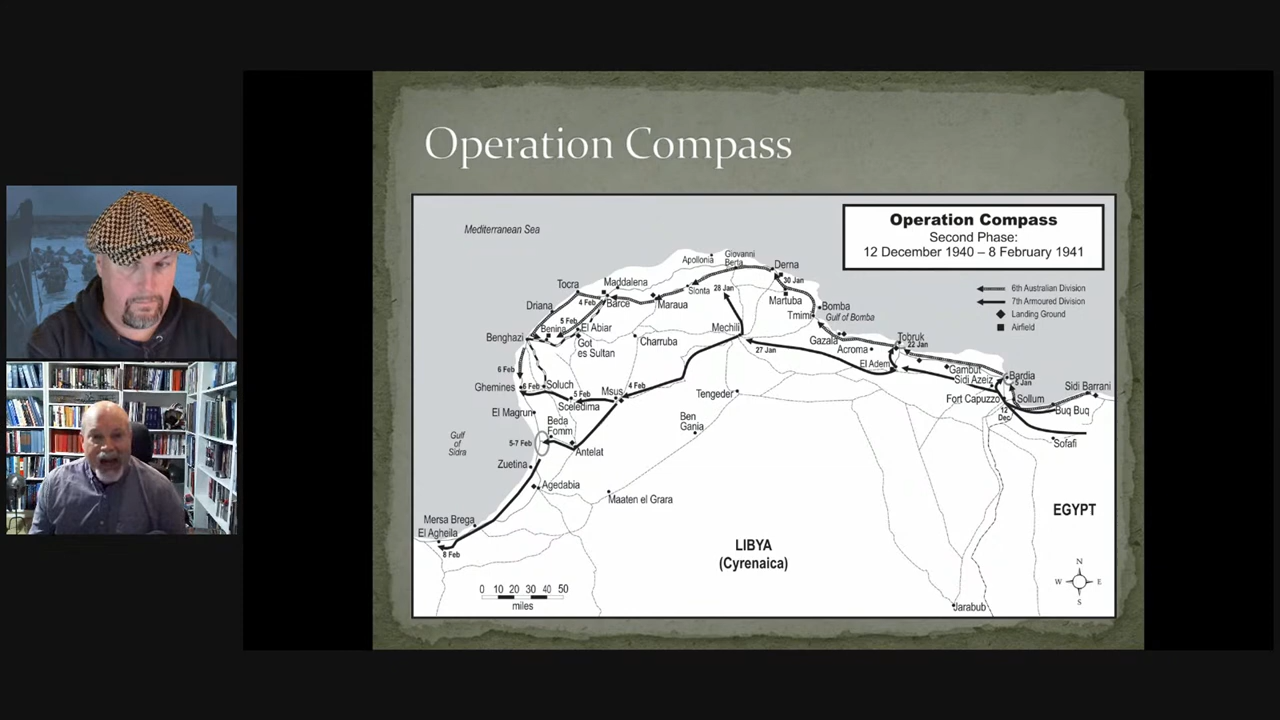 Operation Compass
Operation Compass
Second Phase:
12 December 1940 – 8 February 1941
6th Australian Division
7th Armoured Division
Landing Ground
Airfield
Mediterranean Sea
Apollonia
Giovanni
Berta
Derna
30 Jan
Tocra
Maddalena
Slonta
28 Jan
Martuba
4 Feb
Barce
Maraua
Driana
Bomba
Gulf of Bomba
Tmimi
5 Feb
Benina
El Abiar
Mechili
Benghazi
Got
es Sultan
Charruba
Gazala
Acroma
Tobruk
22 Jan
27 Jan
El Adem
Gambut
Sidi Azeiz
Bardia
5 Jan
6 Feb
Ghemines
6 Feb
Soluch
5 Feb
Msus
4 Feb
Tengeder
Fort Capuzzo
Sollum
Sidi Barrani
12
Dec
Buq Buq
Sceledima
El Magrun
Beda
Fomm
Ben
Gania
Sofafi
Gulf
of
Sidra
5-7 Feb
Antelat
Zuetina
Agedabia
Maaten el Grara
Mersa Brega
El Agheila
8 Feb
EGYPT
LIBYA
(Cyrenaica)
N
W
E
S
0 10 20 30 40 50
miles
Jarabub